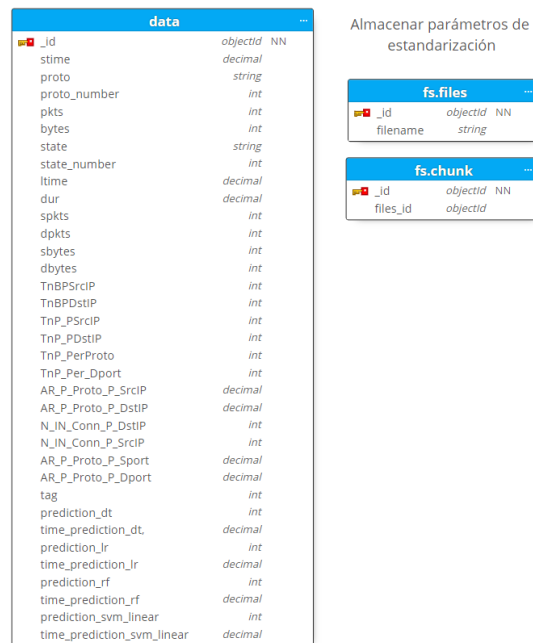 data ...
_id objectId NN
stime decimal
proto string
proto_number int
pkts int
bytes int
state string
state_number int
ltime decimal
dur decimal
spkts int
dpkts int
sbytes int
dbytes int
TnBPSrcIP int
TnBPDstIP int
TnP_PSrcIP int
TnP_PDstIP int
TnP_PerProto int
TnP_Per_Dport int
AR_P_Proto_P_SrcIP decimal
AR_P_Proto_P_DstIP decimal
N_IN_Conn_P_DstIP int
N_IN_Conn_P_SrcIP int
AR_P_Proto_P_Sport decimal
AR_P_Proto_P_Dport decimal
tag int
prediction_dt int
time_prediction_dt, decimal
prediction_lr int
time_prediction_lr decimal
prediction_rf int
time_prediction_rf decimal
prediction_svm_linear int
time_prediction_svm_linear decimal
Almacenar parámetros de
estandarización
fs.files ...
_id objectId NN
filename string
fs.chunk ...
_id objectId NN
files_id objectId